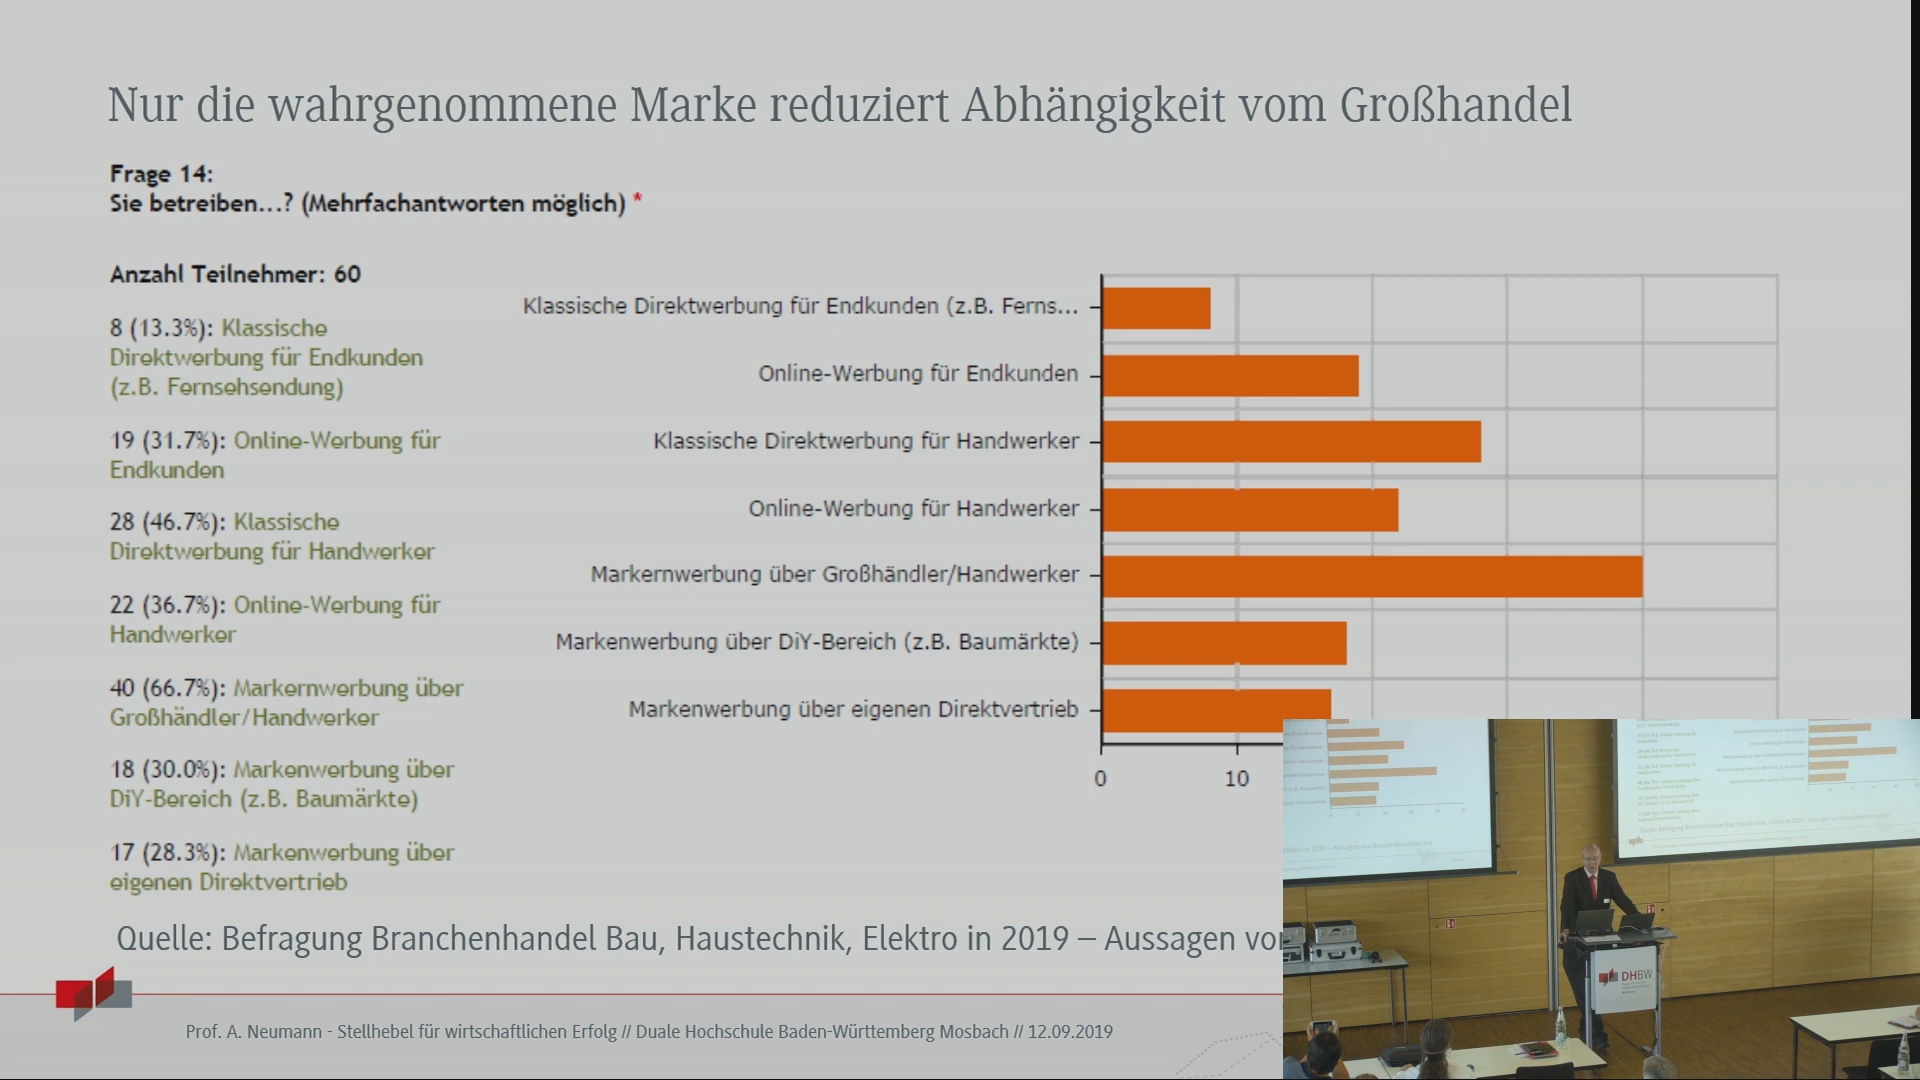 Nur die wahrgenommene Marke reduziert Abhängigkeit vom Großhandel
Frage 14:
Sie betreiben...? (Mehrfachantworten möglich) *
Anzahl Teilnehmer: 60
8 (13.3%): Klassische
Direktwerbung für Endkunden
(z.B. Fernsehsendung)
19 (31.7%): Online-Werbung für
Endkunden
28 (46.7%): Klassische
Direktwerbung für Handwerker
22 (36.7%): Online-Werbung für
Handwerker
40 (66.7%): Markernwerbung über
Großhändler/Handwerker
18 (30.0%): Markenwerbung über
DiY-Bereich (z.B. Baumärkte)
17 (28.3%): Markenwerbung über
eigenen Direktvertrieb
Klassische Direktwerbung für Endkunden (z.B. Ferns...
Online-Werbung für Endkunden
Klassische Direktwerbung für Handwerker
Online-Werbung für Handwerker
Markernwerbung über Großhändler/Handwerker
Markenwerbung über DiY-Bereich (z.B. Baumärkte)
Markenwerbung über eigenen Direktvertrieb
0 10
Quelle: Befragung Branchenhandel Bau, Haustechnik, Elektro in 2019 – Aussagen
Prof. A. Neumann - Stellhebel für wirtschaftlichen Erfolg // Duale Hochschule Baden-Württemberg Mosbach // 12.09.2019
DHBW